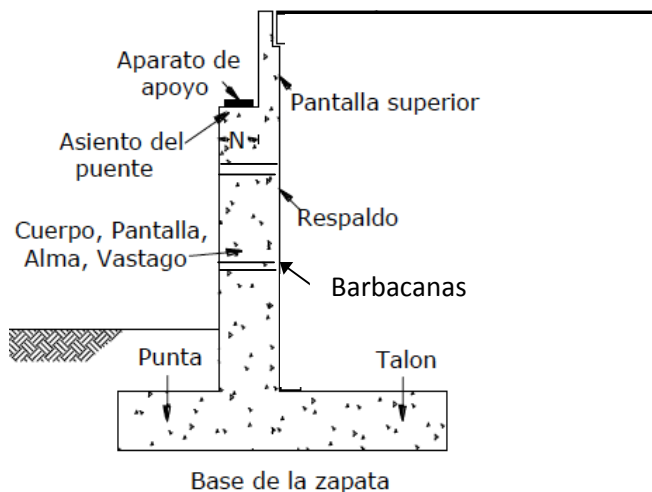 Aparato de
apoyo
Pantalla superior
Asiento del
puente
N
Respaldo
Cuerpo, Pantalla,
Alma, Vastago
Barbacanas
Punta
Talon
Base de la zapata